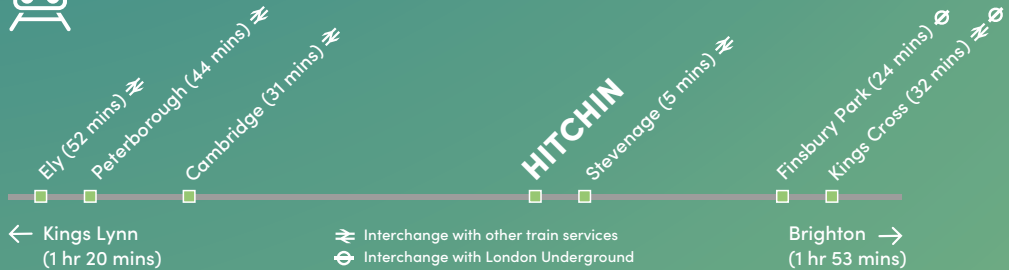 Ely (52 mins)
Peterborough (44 mins)
Cambridge (31 mins)
HITCHIN
Stevenage (5 mins)
Finsbury Park (24 mins)
Kings Cross (32 mins)
← Kings Lynn
(1 hr 20 mins)
Interchange with other train services
Interchange with London Underground
Brighton →
(1 hr 53 mins)